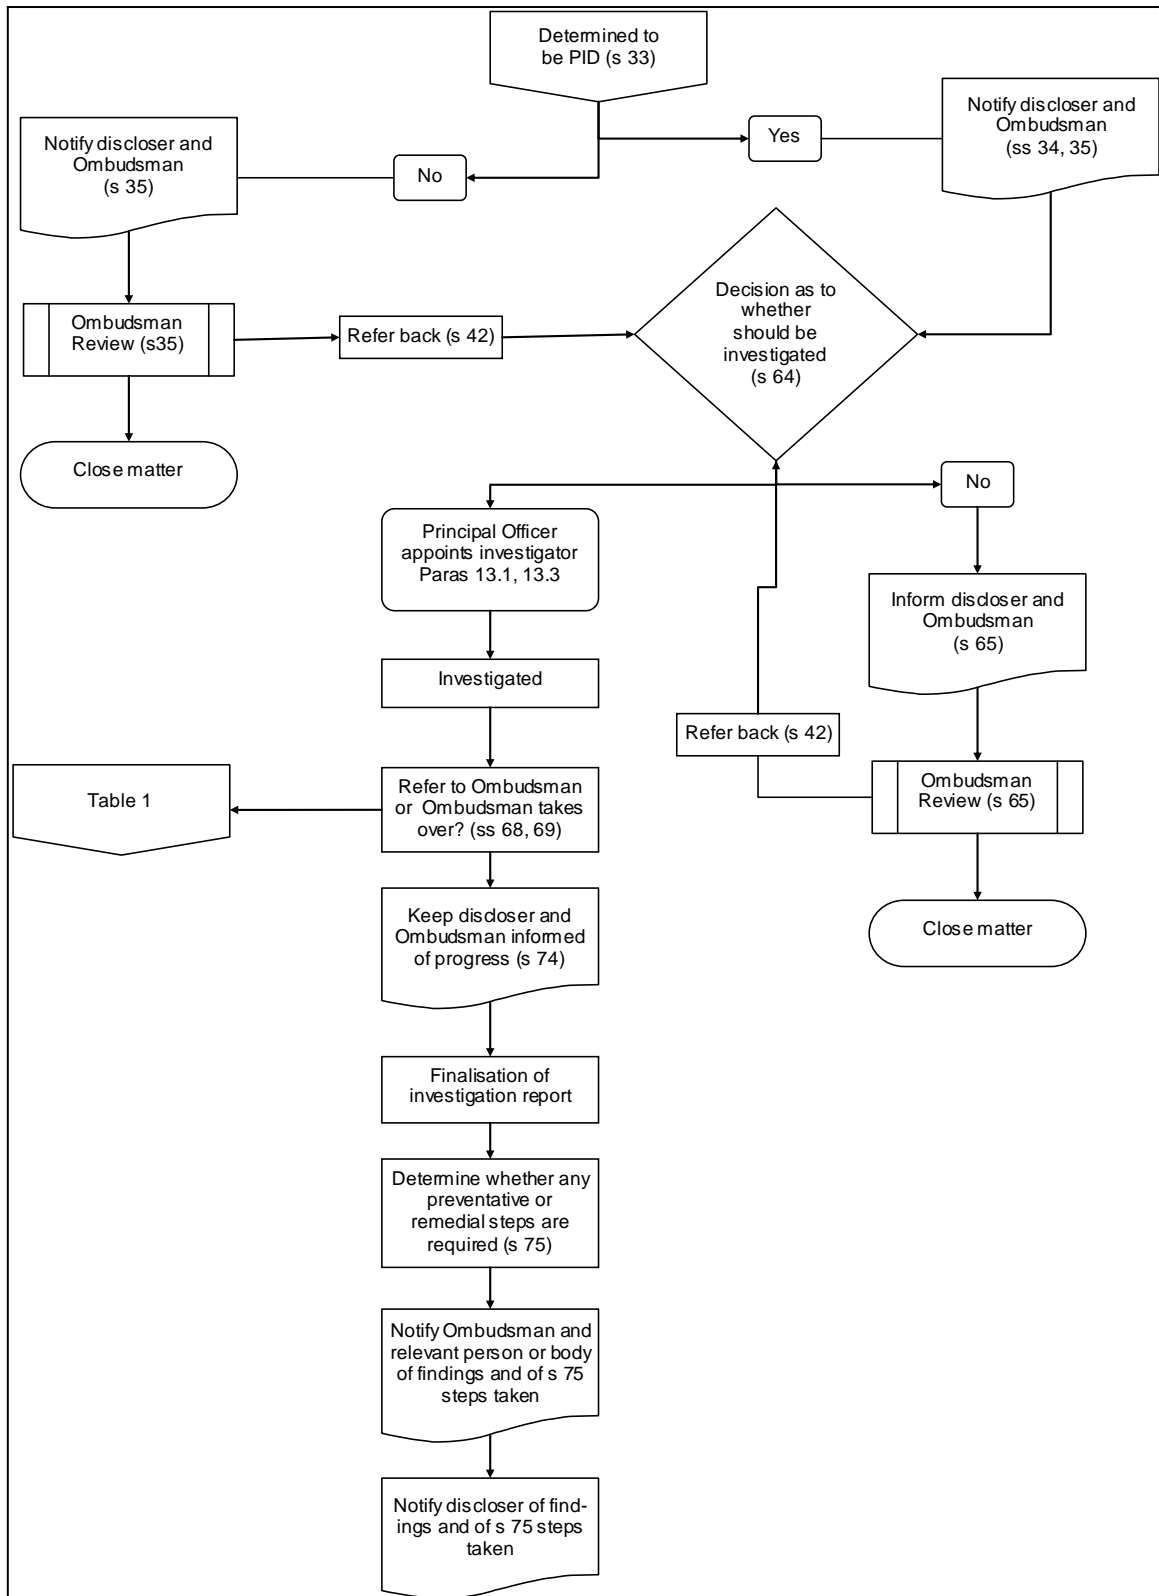 Determined to
be PID (s 33)
Notify discloser and
Ombudsman
(s 35)
No
Yes
Notify discloser and
Ombudsman
(ss 34, 35)
Ombudsman
Review (s35)
Refer back (s 42)
Decision as to
whether
should be
investigated
(s 64)
Close matter
No
Principal Officer
appoints investigator
Paras 13.1, 13.3
Inform discloser and
Ombudsman
(s 65)
Investigated
Refer back (s 42)
Table 1
Refer to Ombudsman
or Ombudsman takes
over? (ss 68, 69)
Ombudsman
Review (s 65)
Keep discloser and
Ombudsman informed
of progress (s 74)
Close matter
Finalisation of
investigation report
Determine whether any
preventative or
remedial steps are
required (s 75)
Notify Ombudsman and
relevant person or body
of findings and of s 75
steps taken
Notify discloser of find-
ings and of s 75 steps
taken